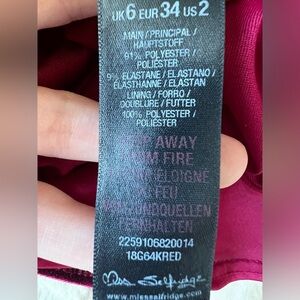 UK 6 EUR 34 US 2
MAIN / PRINCIPAL /
HAUPTSTOFF
91% POLYESTER /
POLIÉSTER
9% ELASTANE / ELASTANO /
ÉLASTHANNE / ELASTAN
LINING / FORRO /
DOUBLURE / FUTTER
100% POLYESTER /
POLIÉSTER
AWAY
FIRE
ÉLOIGNÉ
FEU
2259106820014
18G64KRED
Miss Selfridge
www.missselfridge.com